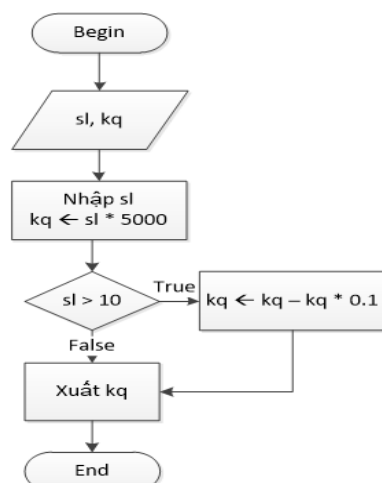 Begin
sl, kq
Nhập sl
kq ← sl * 5000
sl > 10
True
kq ← kq – kq * 0.1
False
Xuất kq
End